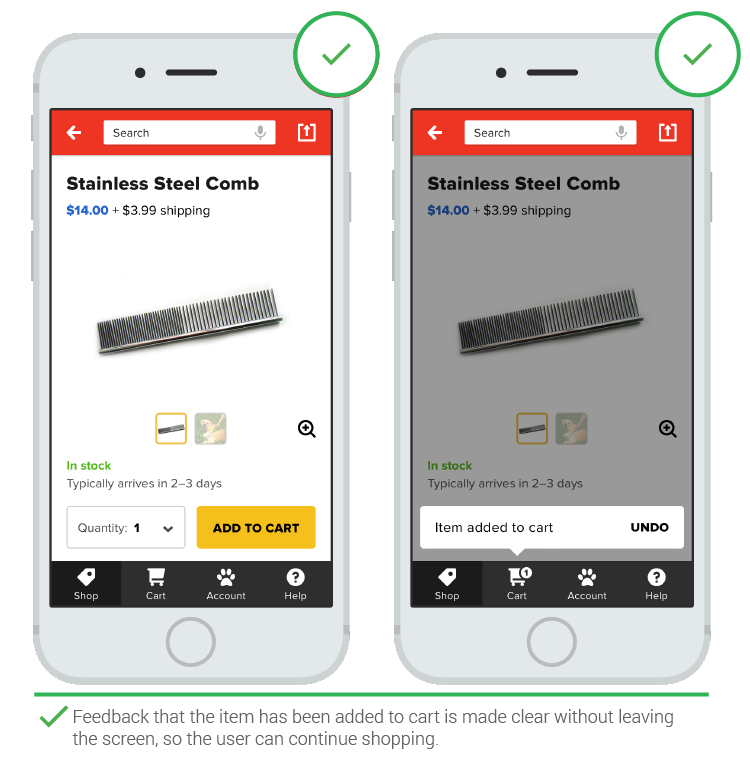 Search
Stainless Steel Comb
$14.00 + $3.99 shipping
In stock
Typically arrives in 2–3 days
Quantity: 1
ADD TO CART
Shop
Cart
Account
Help
Search
Stainless Steel Comb
$14.00 + $3.99 shipping
In stock
Typically arrives in 2–3 days
Item added to cart
UNDO
1
Shop
Cart
Account
Help
Feedback that the item has been added to cart is made clear without leaving
the screen, so the user can continue shopping.